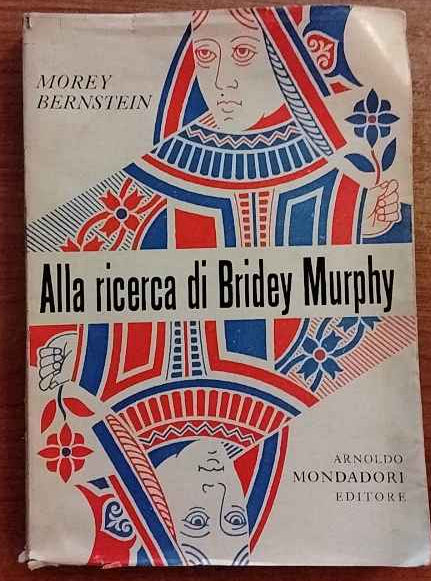 MOREY
BERNSTEIN
Alla ricerca di Bridey Murphy
ARNOLDO
MONDADORI
EDITORE